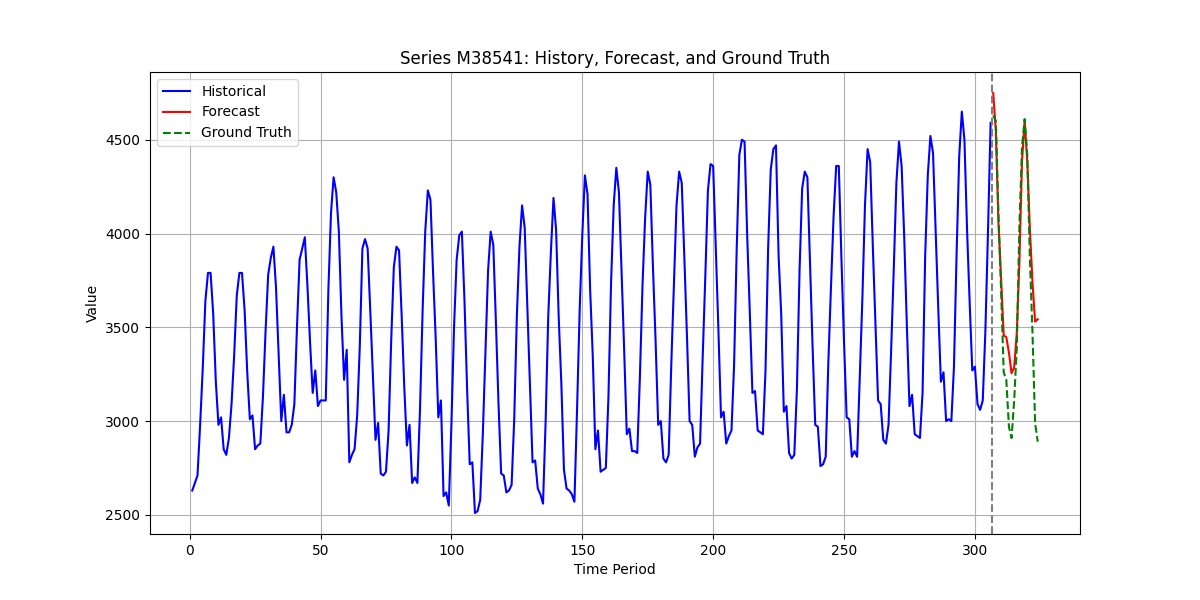 Series M38541: History, Forecast, and Ground Truth
Historical
Forecast
Ground Truth
4500
4000
3500
3000
2500
Value
0 50 100 150 200 250 300
Time Period